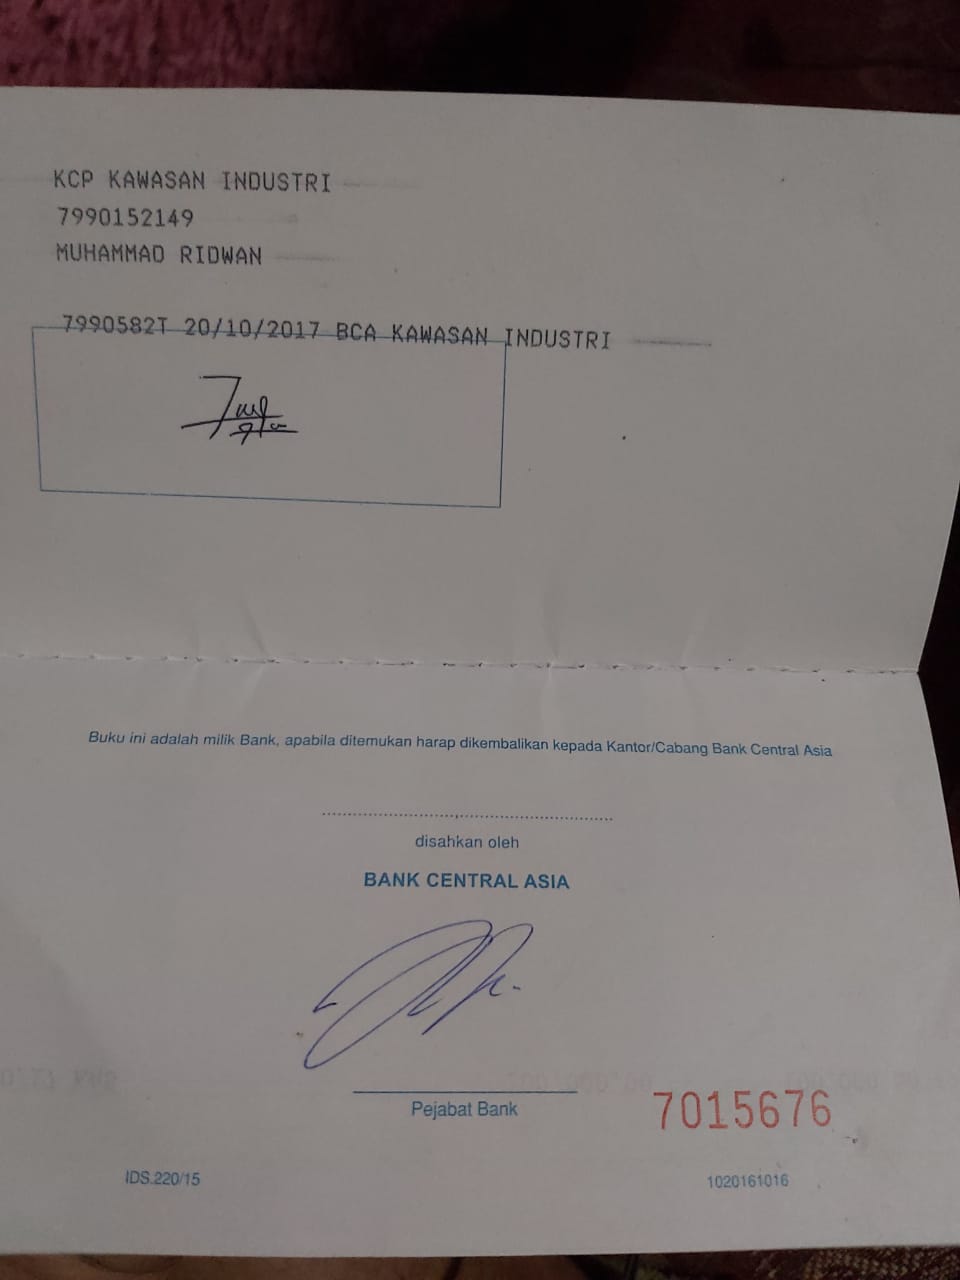 KCP KAWASAN INDUSTRI
7990152149
MUHAMMAD RIDWAN
7990582T 20/10/2017 BCA KAWASAN INDUSTRI
Buku ini adalah milik Bank, apabila ditemukan harap dikembalikan kepada Kantor/Cabang Bank Central Asia
disahkan oleh
BANK CENTRAL ASIA
Pejabat Bank
7015676
IDS.220/15
1020161016